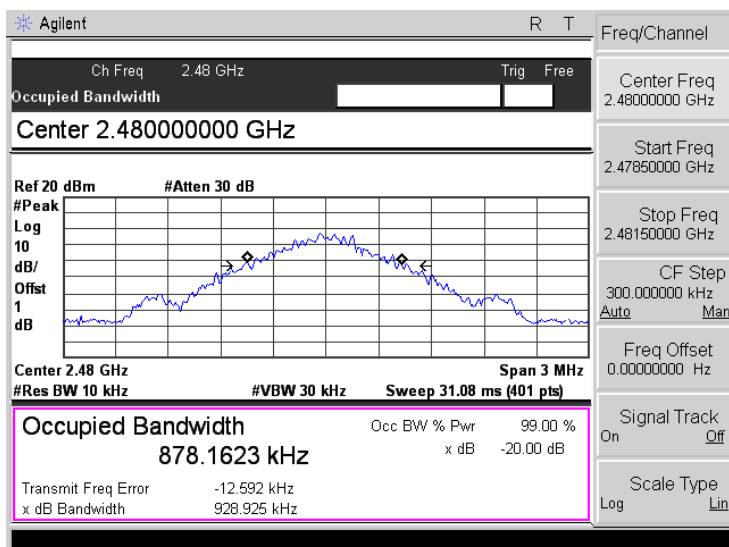 Agilent R T
Freq/Channel
Ch Freq 2.48 GHz Trig Free
Occupied Bandwidth
Center 2.480000000 GHz
Ref 20 dBm #Atten 30 dB
#Peak
Log
10
dB/
Offst
1
dB
Center 2.48 GHz Span 3 MHz
#Res BW 10 kHz #VBW 30 kHz Sweep 31.08 ms (401 pts)
Occupied Bandwidth
878.1623 kHz
Occ BW % Pwr 99.00 %
x dB -20.00 dB
Transmit Freq Error -12.592 kHz
x dB Bandwidth 928.925 kHz
Center Freq
2.48000000 GHz
Start Freq
2.47850000 GHz
Stop Freq
2.48150000 GHz
CF Step
300.000000 kHz
Auto Man
Freq Offset
0.00000000 Hz
Signal Track
On Off
Scale Type
Log Lin